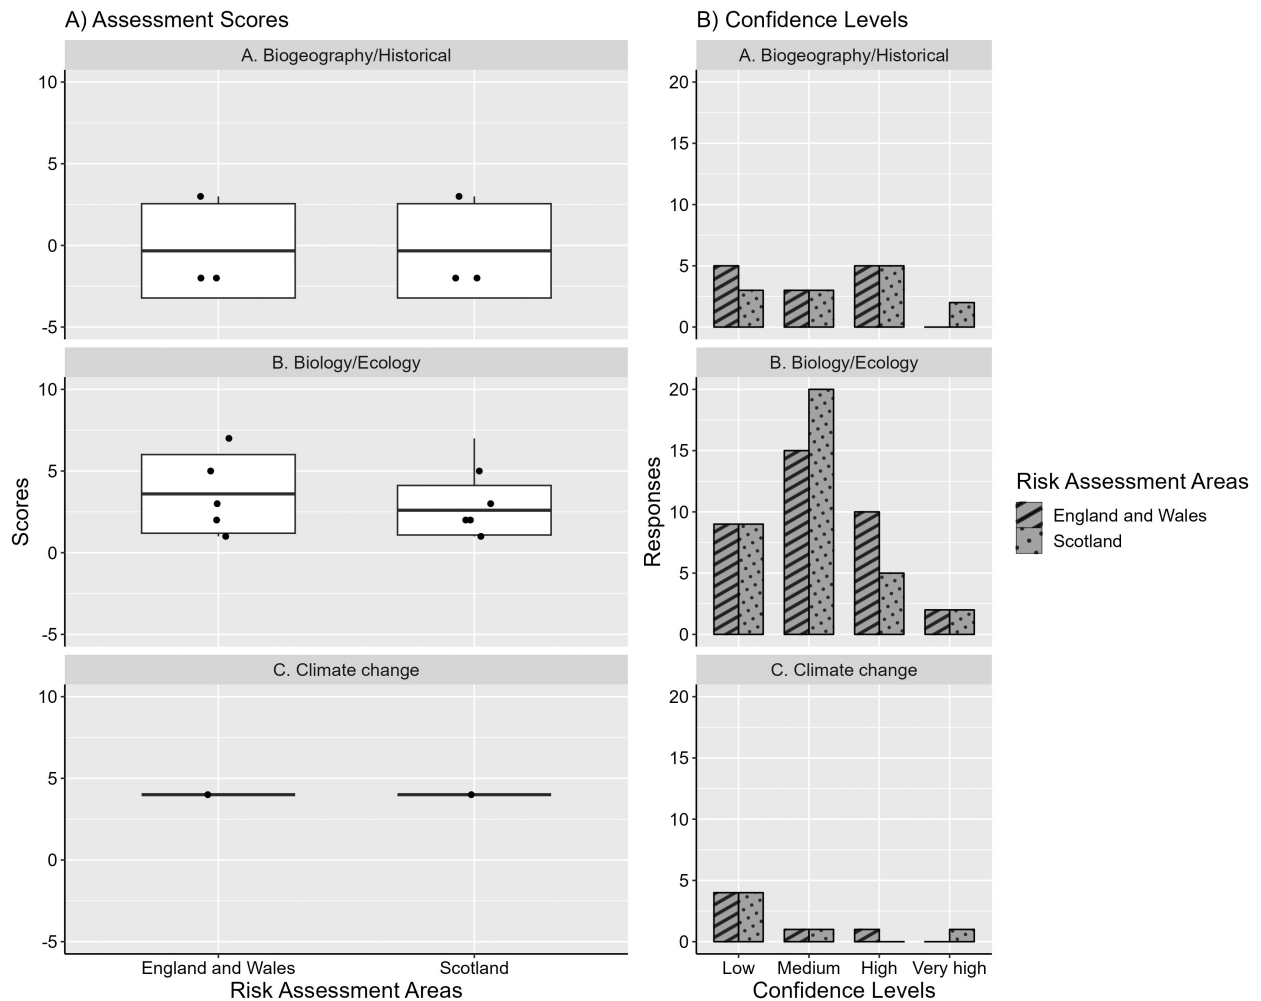 A) Assessment Scores
A. Biogeography/Historical
10
5
0
-5
B. Biology/Ecology
10
5
0
-5
C. Climate change
10
5
0
-5
Scores
England and Wales
Scotland
Risk Assessment Areas
B) Confidence Levels
A. Biogeography/Historical
20
15
10
5
0
B. Biology/Ecology
20
15
10
5
0
C. Climate change
20
15
10
5
0
Responses
Low
Medium
High
Very high
Confidence Levels
Risk Assessment Areas
England and Wales
Scotland